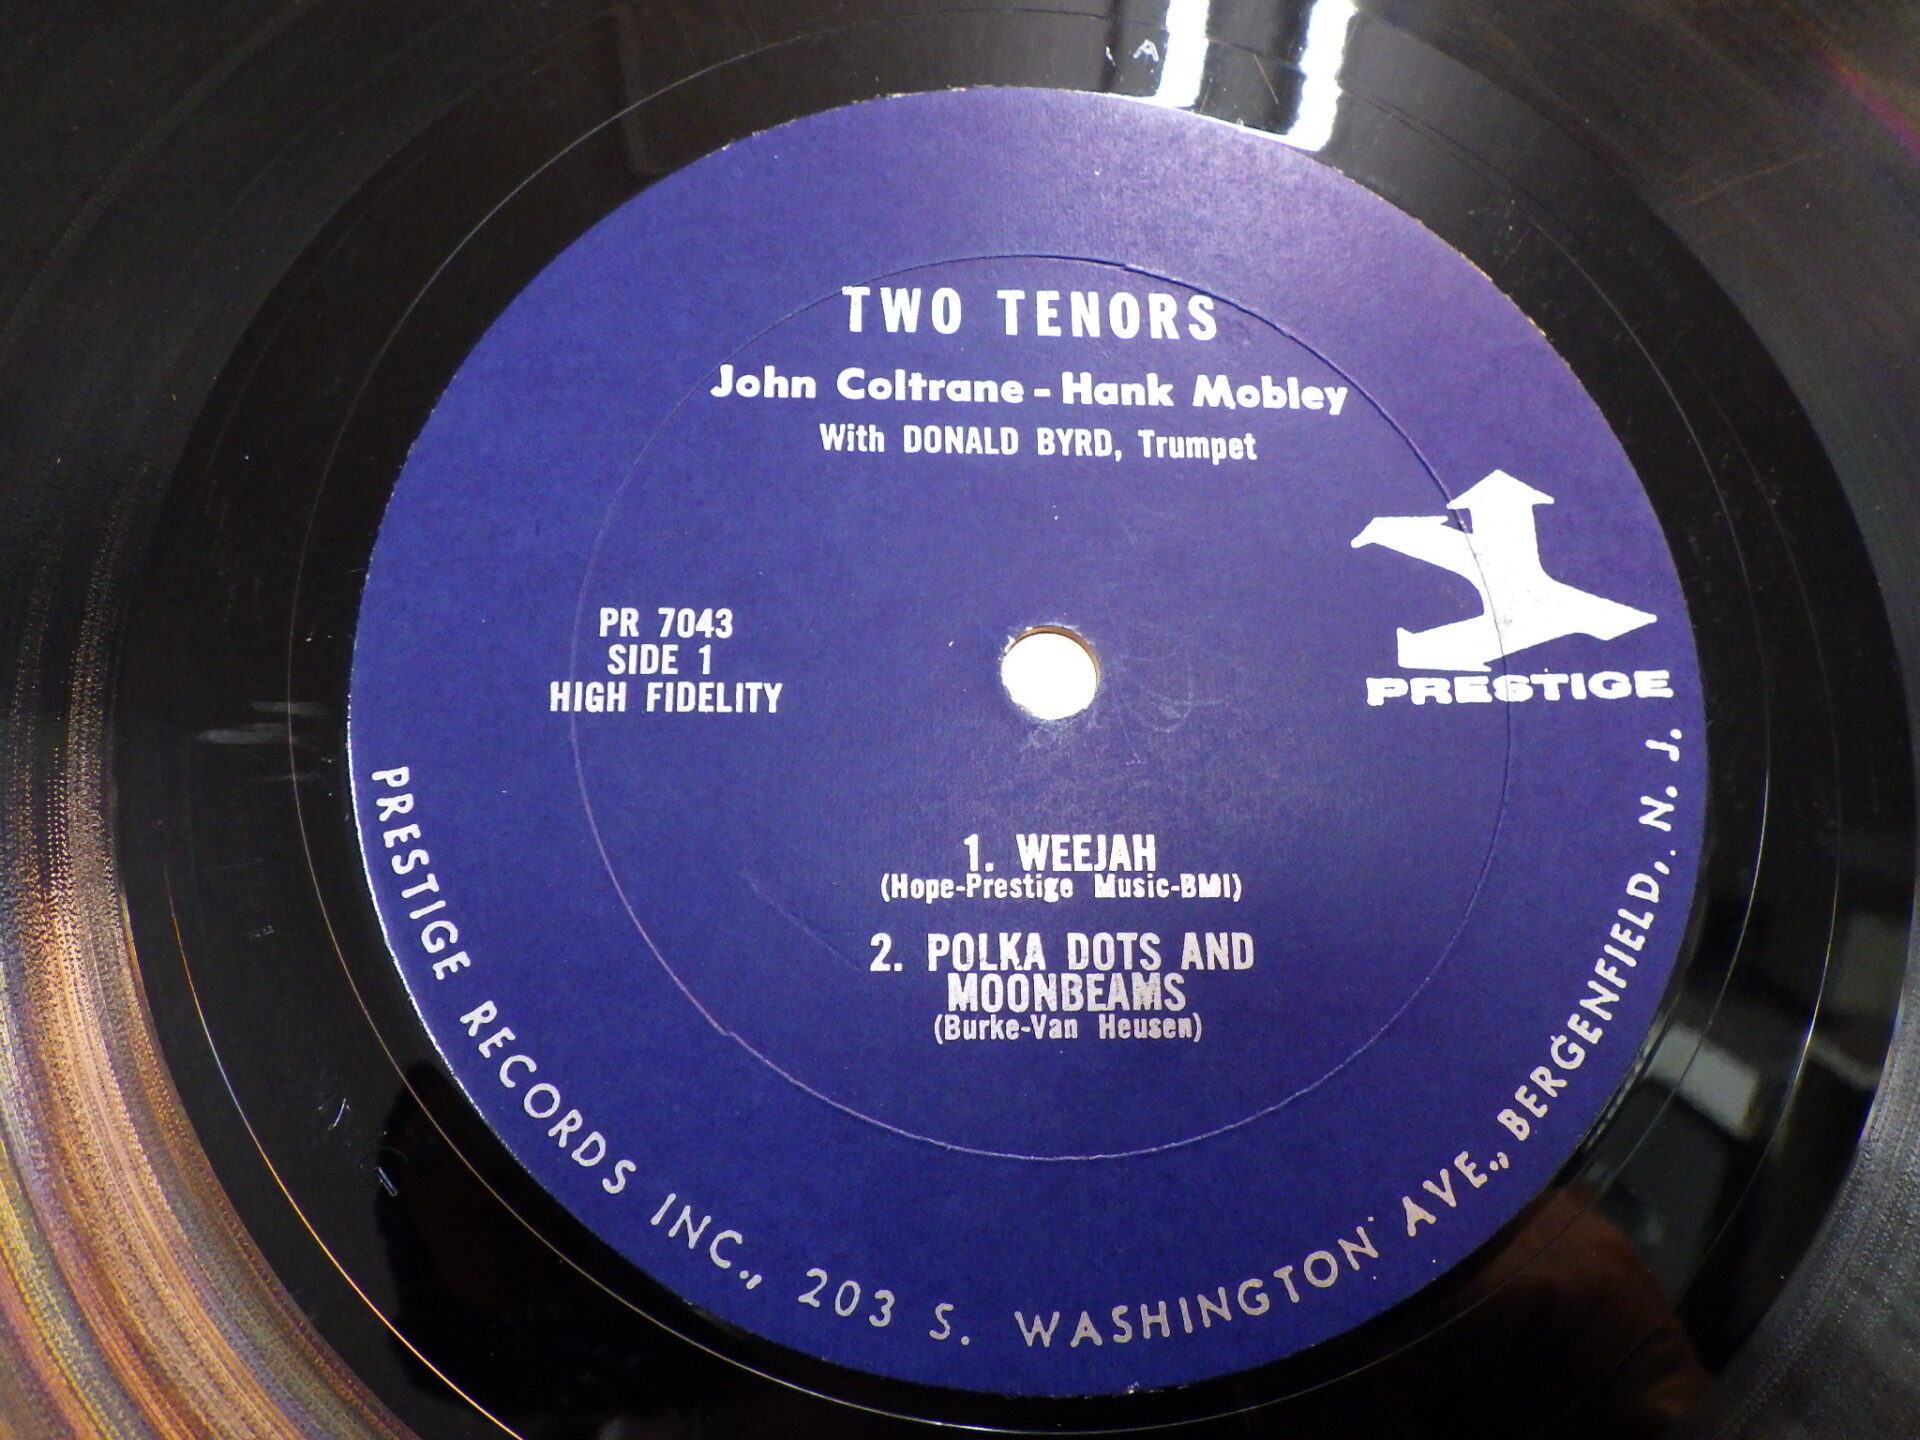 TWO TENORS
John Coltrane - Hank Mobley
With DONALD BYRD, Trumpet
PR 7043
SIDE 1
HIGH FIDELITY
PRESTIGE
1. WEEJAH
(Hope-Prestige Music-BMI)
2. POLKA DOTS AND
MOONBEAMS
(Burke-Van Heusen)
PRESTIGE RECORDS INC., 203 S. WASHINGTON AVE., BERGENFIELD, N. J.
A